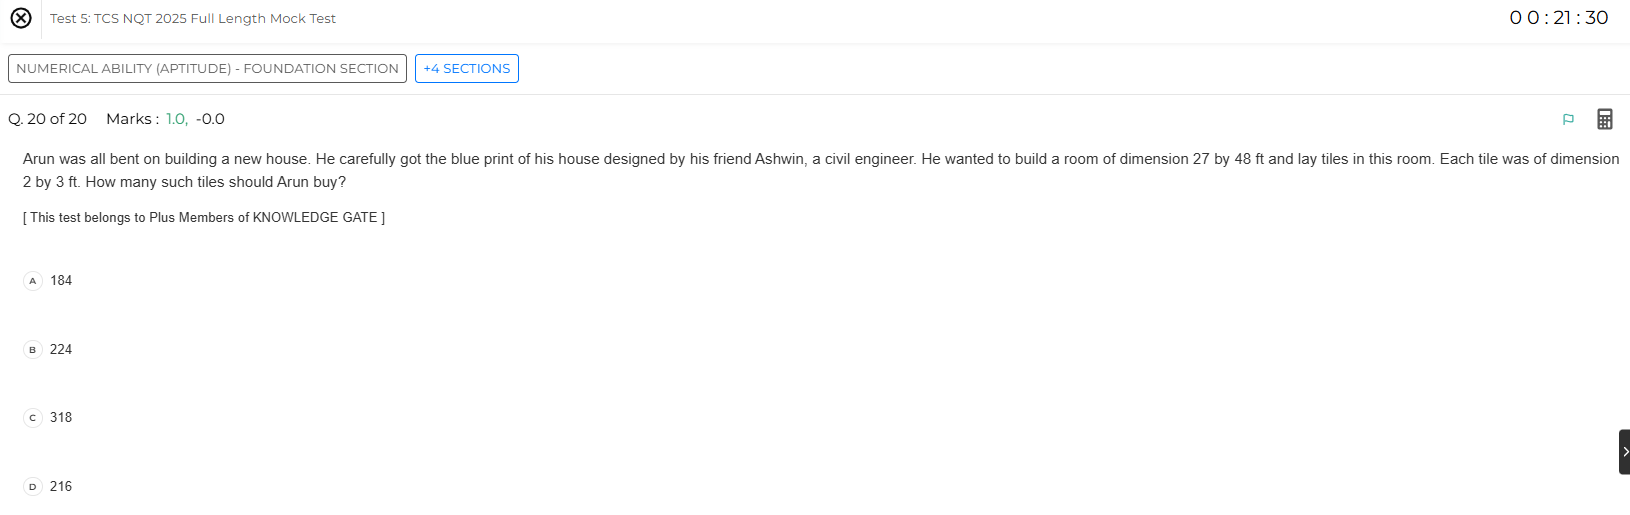 Test 5: TCS NQT 2025 Full Length Mock Test
0 0 : 21 : 30
NUMERICAL ABILITY (APTITUDE) - FOUNDATION SECTION
+4 SECTIONS
Q. 20 of 20 Marks : 1.0, -0.0
Arun was all bent on building a new house. He carefully got the blue print of his house designed by his friend Ashwin, a civil engineer. He wanted to build a room of dimension 27 by 48 ft and lay tiles in this room. Each tile was of dimension
2 by 3 ft. How many such tiles should Arun buy?
[ This test belongs to Plus Members of KNOWLEDGE GATE ]
A 184
B 224
C 318
D 216